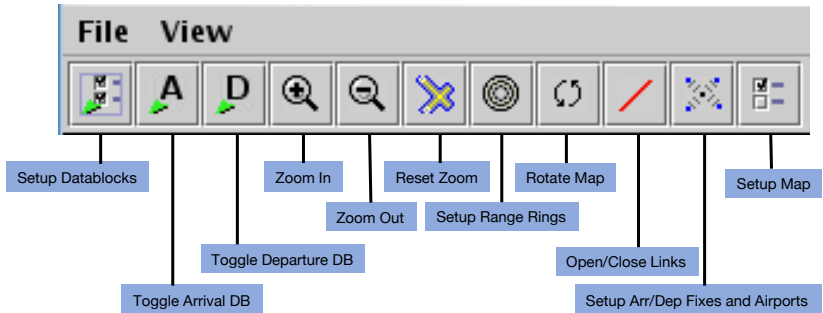 File View
A D
Setup Datablocks
Zoom In
Reset Zoom
Rotate Map
Setup Map
Zoom Out
Setup Range Rings
Toggle Departure DB
Open/Close Links
Toggle Arrival DB
Setup Arr/Dep Fixes and Airports